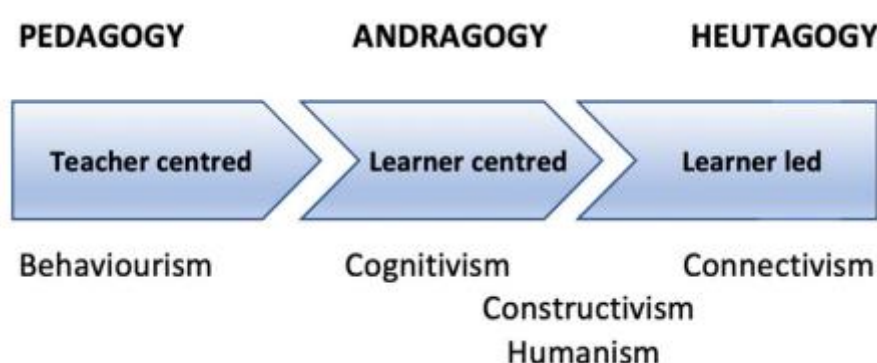 PEDAGOGY ANDRAGOGY HEUTAGOGY
Teacher centred Learner centred Learner led
Behaviourism Cognitivism Connectivism
Constructivism
Humanism